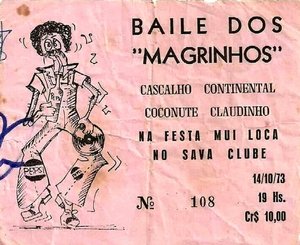 BAILE DOS
"MAGRINHOS"
CASCALHO CONTINENTAL
COCONUTE CLAUDINHO
NA FESTA MUI LOCA
NO SAVA CLUBE
14/10/73
19 Hs.
Nº 108
Cr$ 10,00
PEPSI